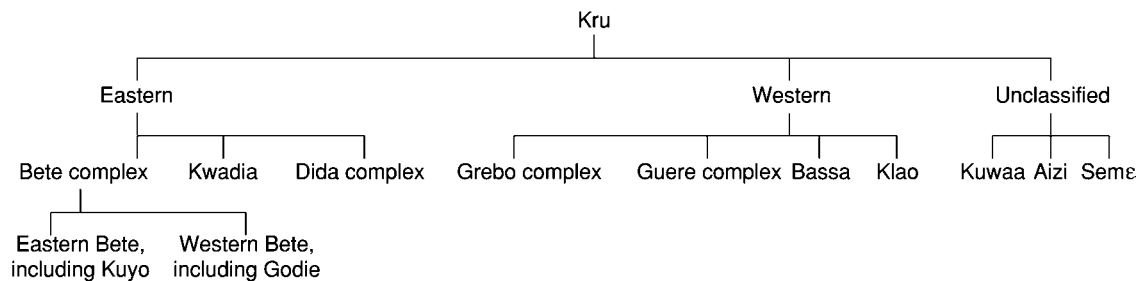 Kru
Eastern Western Unclassified
Bete complex Kwadia Dida complex Grebo complex Guere complex Bassa Klao Kuwaa Aizi Semɛ
Eastern Bete, Western Bete,
including Kuyo including Godie